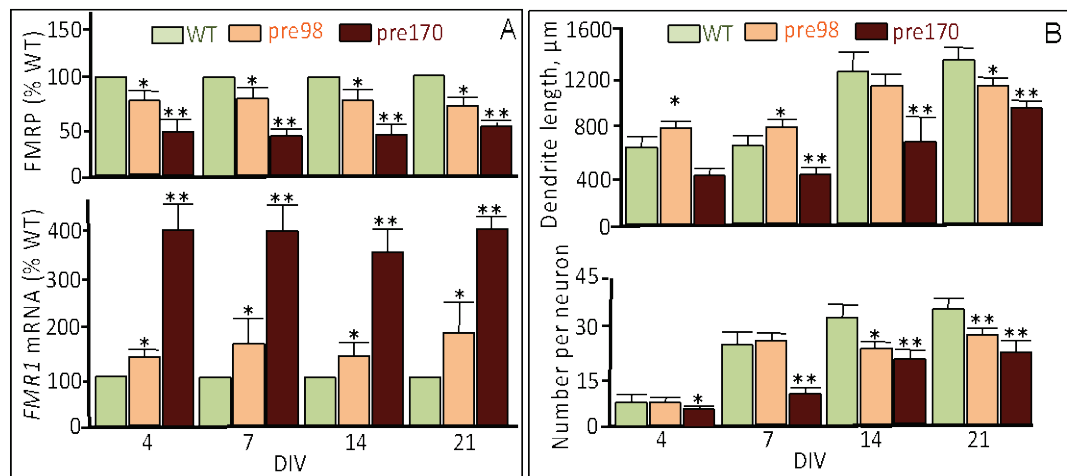 A
WT pre98 pre170
FMRP (% WT)
150
100
50
0
* ** * ** * ** * **
FMR1 mRNA (% WT)
400
300
200
100
0
* ** * ** * ** * **
4 7 14 21
DIV
B
WT pre98 pre170
Dendrite length, µm
1600
1200
800
400
0
* * ** ** * **
Number per neuron
45
30
15
0
* ** * ** ** **
4 7 14 21
DIV